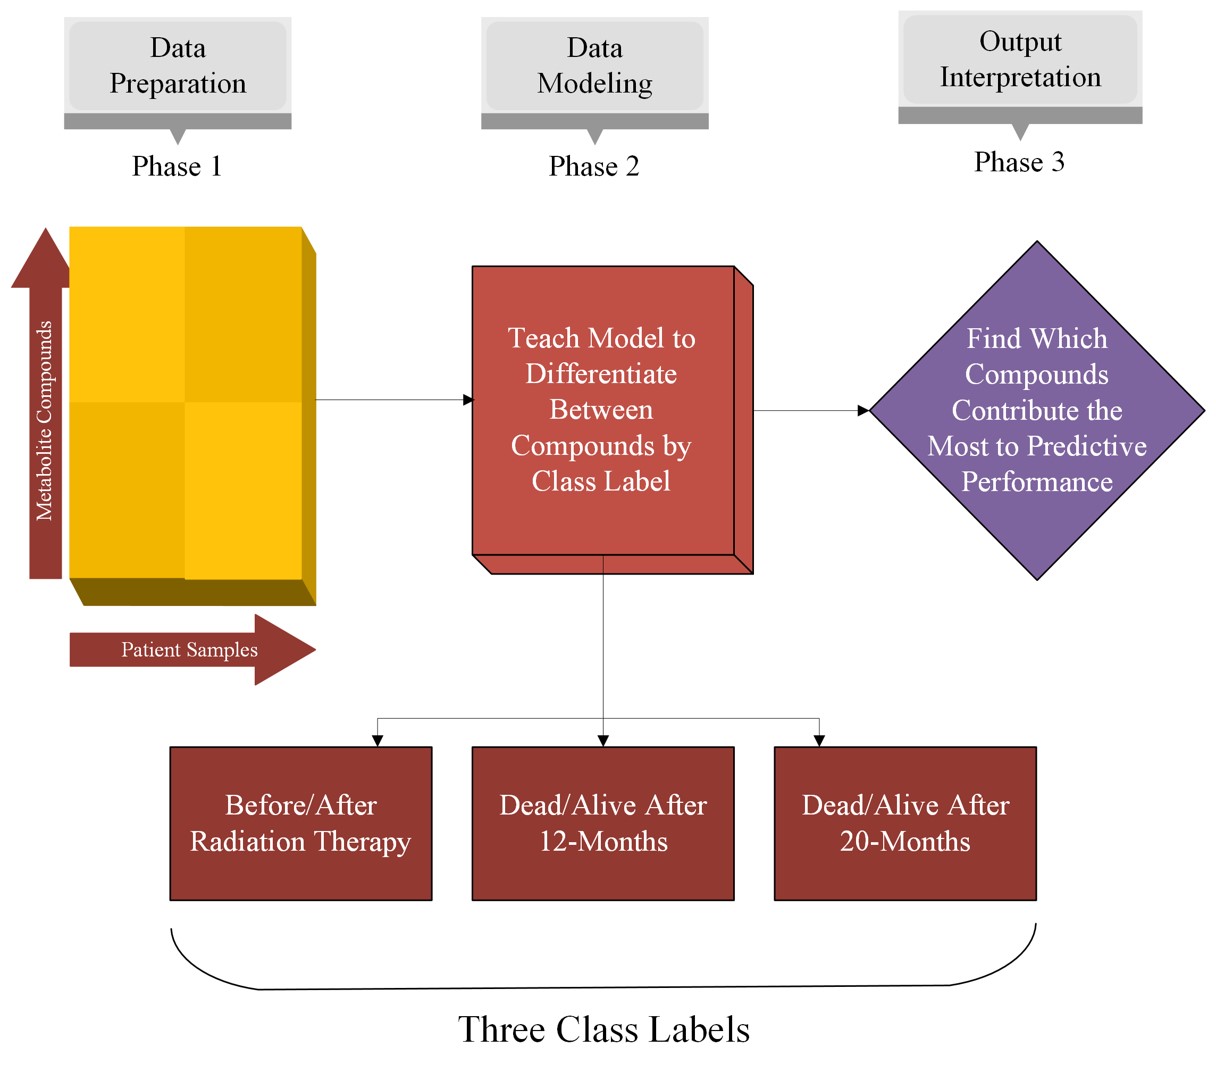 Data
Preparation
Phase 1
Data
Modeling
Phase 2
Output
Interpretation
Phase 3
Metabolite Compounds
Patient Samples
Teach Model to
Differentiate
Between
Compounds by
Class Label
Find Which
Compounds
Contribute the
Most to Predictive
Performance
Before/After
Radiation Therapy
Dead/Alive After
12-Months
Dead/Alive After
20-Months
Three Class Labels